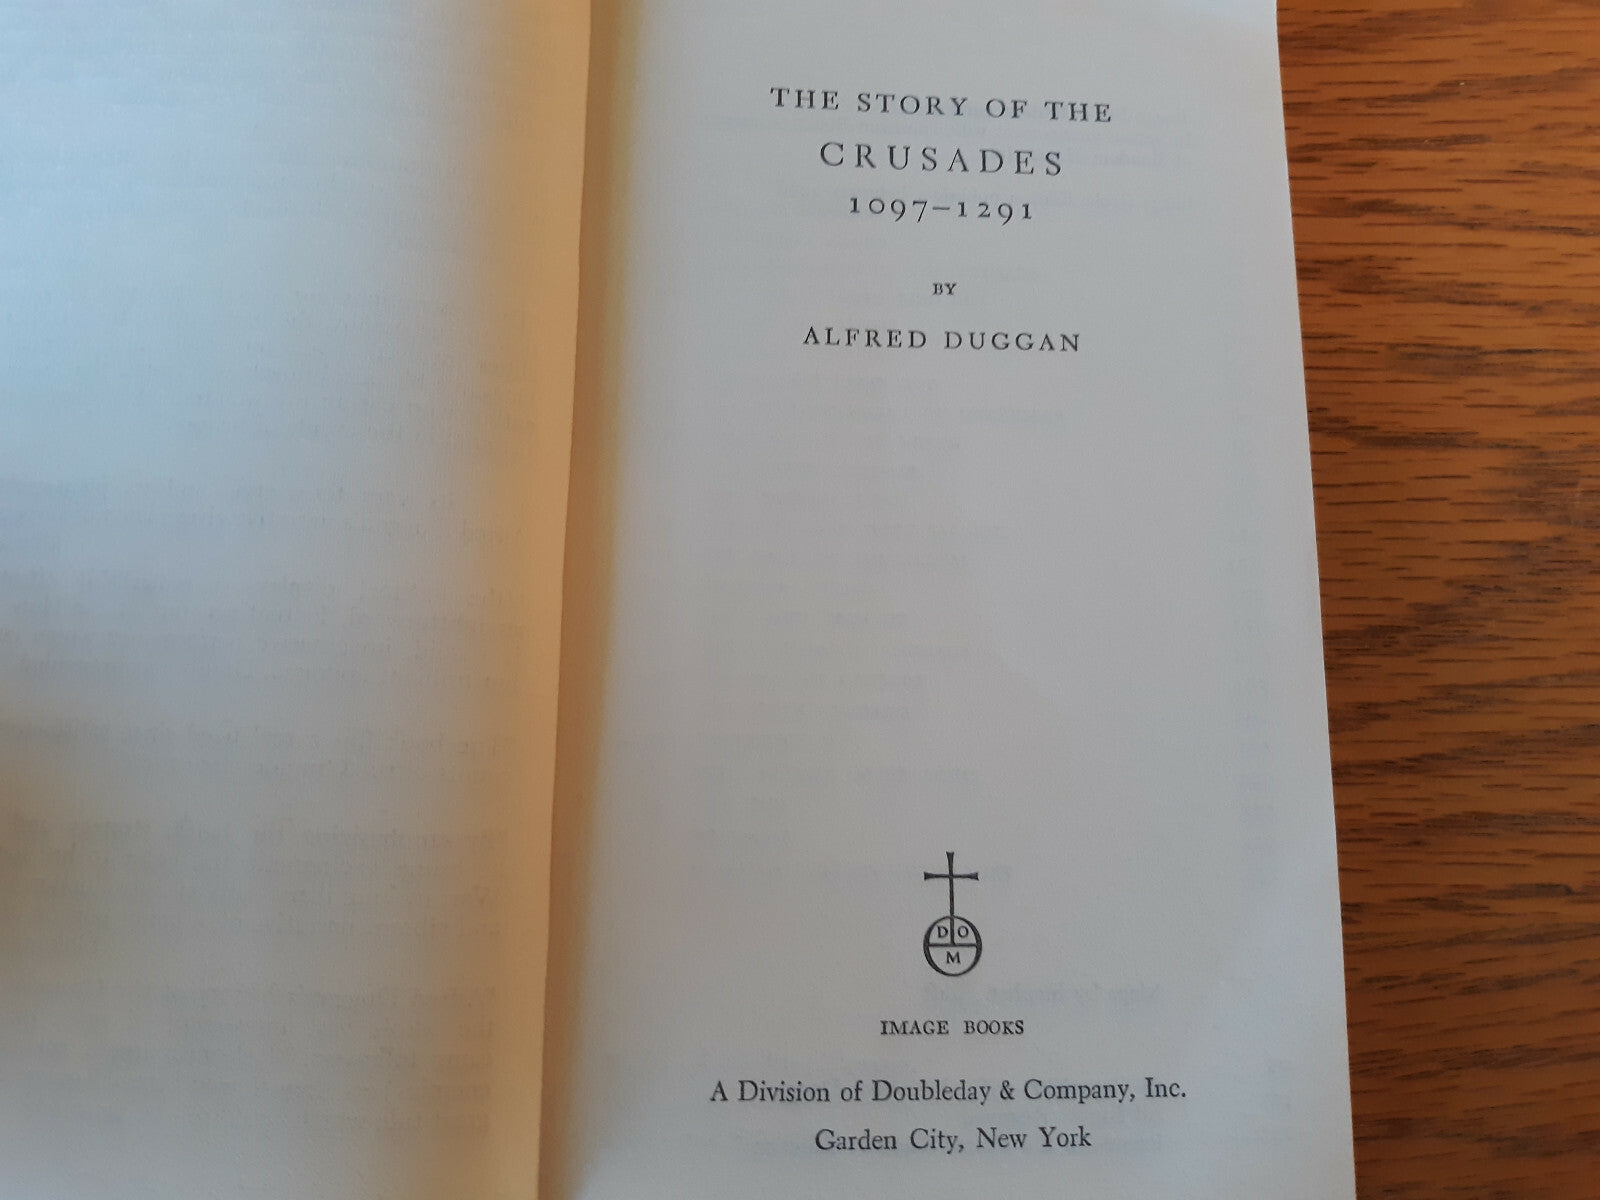 THE STORY OF THE
CRUSADES
1097–1291
BY
ALFRED DUGGAN
D O
M
IMAGE BOOKS
A Division of Doubleday & Company, Inc.
Garden City, New York